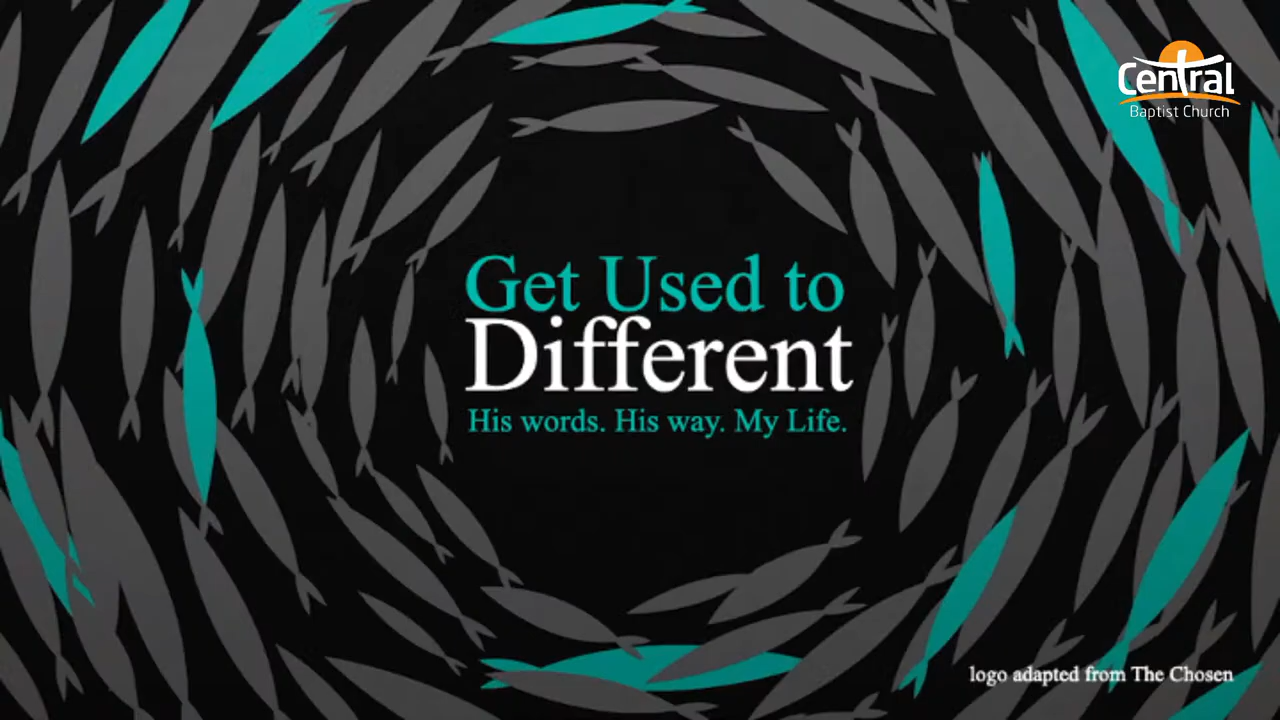 Central
Baptist Church
Get Used to
Different
His words. His way. My Life.
logo adapted from The Chosen